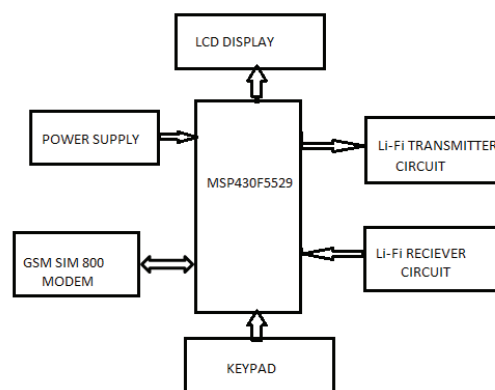 LCD DISPLAY
POWER SUPPLY
Li-Fi TRANSMITTER
CIRCUIT
MSP430F5529
GSM SIM 800
MODEM
Li-Fi RECIEVER
CIRCUIT
KEYPAD